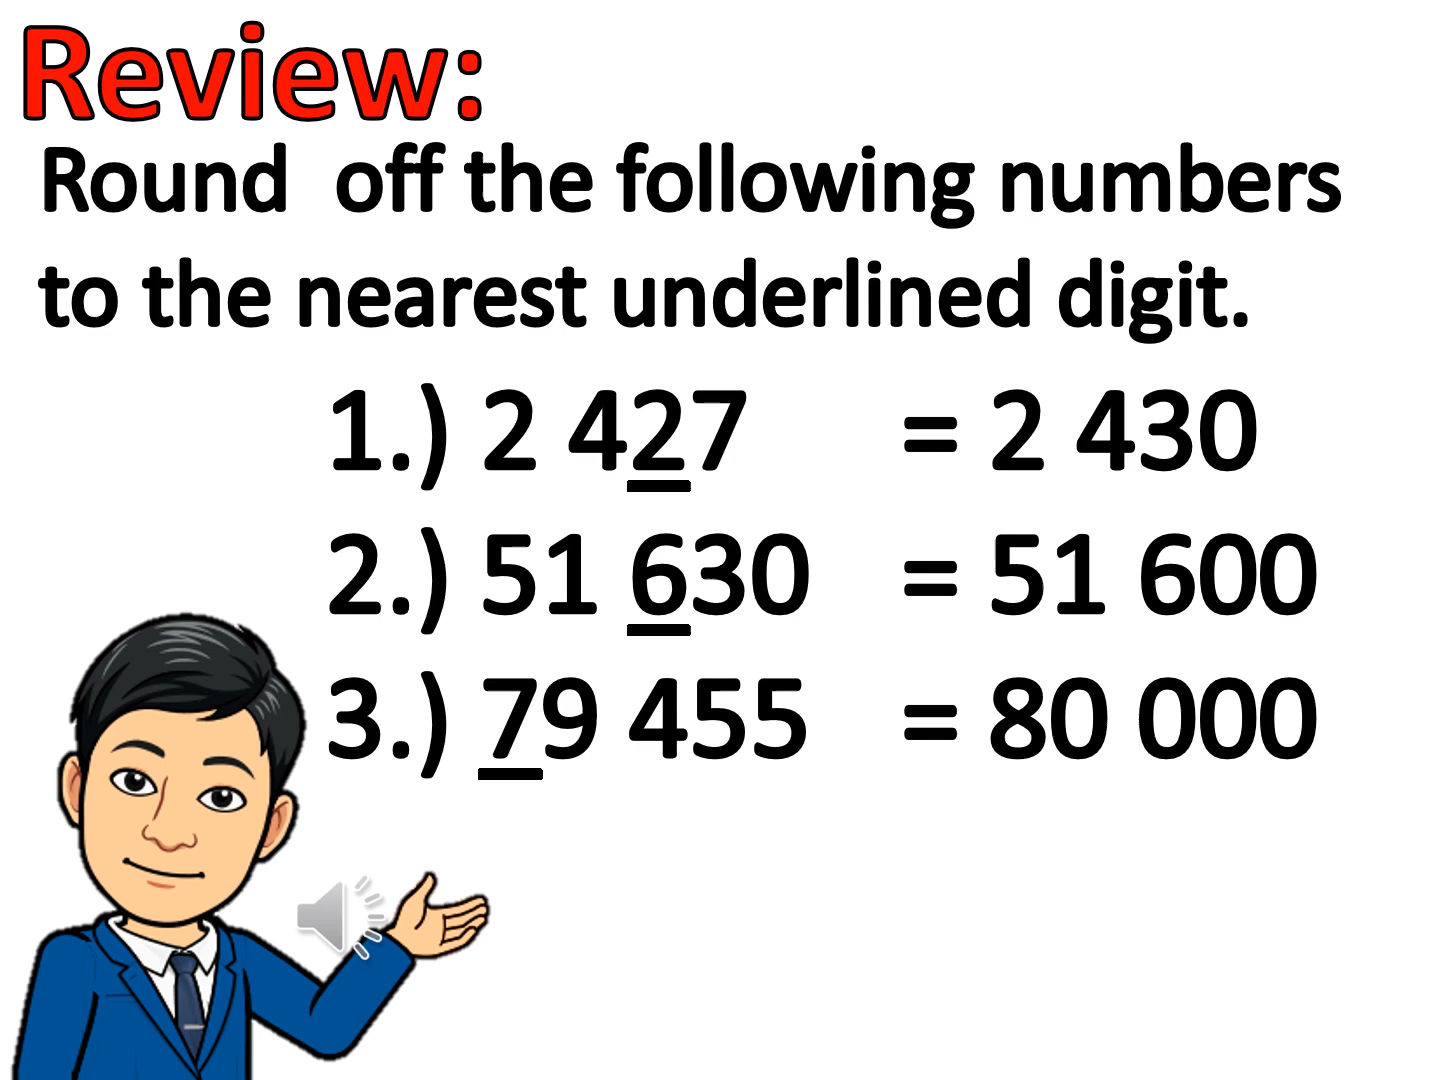 Review:
Round off the following numbers
to the nearest underlined digit.
1.) 2 427 = 2 430
2.) 51 630 = 51 600
3.) 79 455 = 80 000